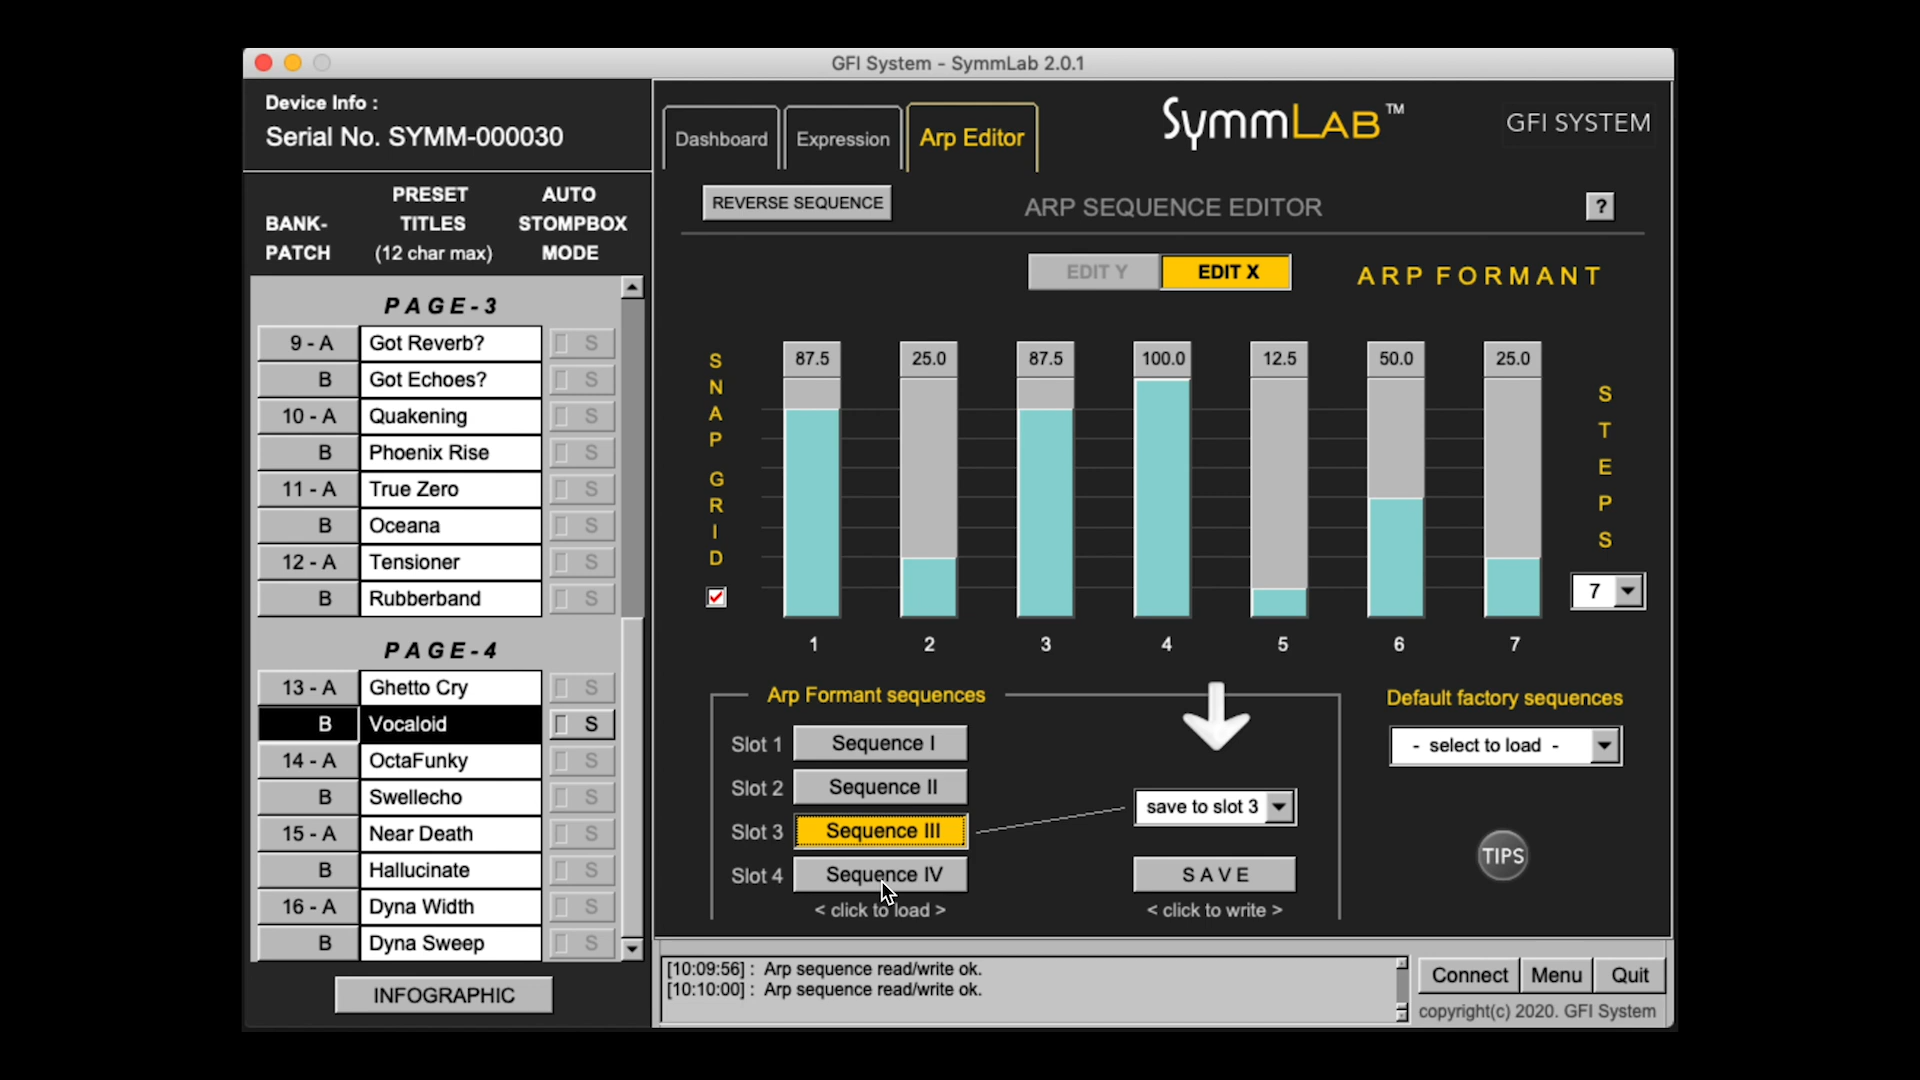 GFI System - SymmLab 2.0.1
Device Info :
Serial No. SYMM-000030
BANK-
PATCH
PRESET
TITLES
(12 char max)
AUTO
STOMPBOX
MODE
PAGE-3
9 - A Got Reverb? S
B Got Echoes? S
10 - A Quakening S
B Phoenix Rise S
11 - A True Zero S
B Oceana S
12 - A Tensioner S
B Rubberband S
PAGE-4
13 - A Ghetto Cry S
B Vocaloid S
14 - A OctaFunky S
B Swellecho S
15 - A Near Death S
B Hallucinate S
16 - A Dyna Width S
B Dyna Sweep S
INFOGRAPHIC
Dashboard
Expression
Arp Editor
SymmLAB™
GFI SYSTEM
REVERSE SEQUENCE
ARP SEQUENCE EDITOR
?
EDIT Y
EDIT X
ARP FORMANT
SNAP GRID
87.5 25.0 87.5 100.0 12.5 50.0 25.0
1 2 3 4 5 6 7
STEPS
7
Arp Formant sequences
Slot 1 Sequence I
Slot 2 Sequence II
Slot 3 Sequence III
Slot 4 Sequence IV
< click to load >
save to slot 3
SAVE
< click to write >
Default factory sequences
- select to load -
TIPS
[10:09:56] : Arp sequence read/write ok.
[10:10:00] : Arp sequence read/write ok.
Connect
Menu
Quit
copyright(c) 2020. GFI System